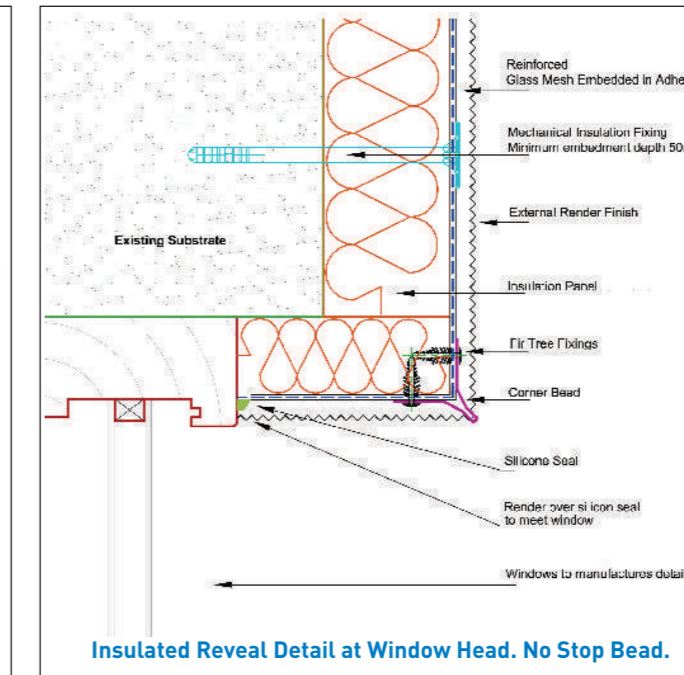 Reinforced
Glass Mesh Embedded in Adhe
Mechanical Insulation Fixing
Minimum embedment depth 50
External Render Finish
Existing Substrate
Insulation Panel
Fir Tree Fixings
Corner Bead
Silicone Seal
Render over silicon seal
to meet window
Windows to manufactures detail
Insulated Reveal Detail at Window Head. No Stop Bead.